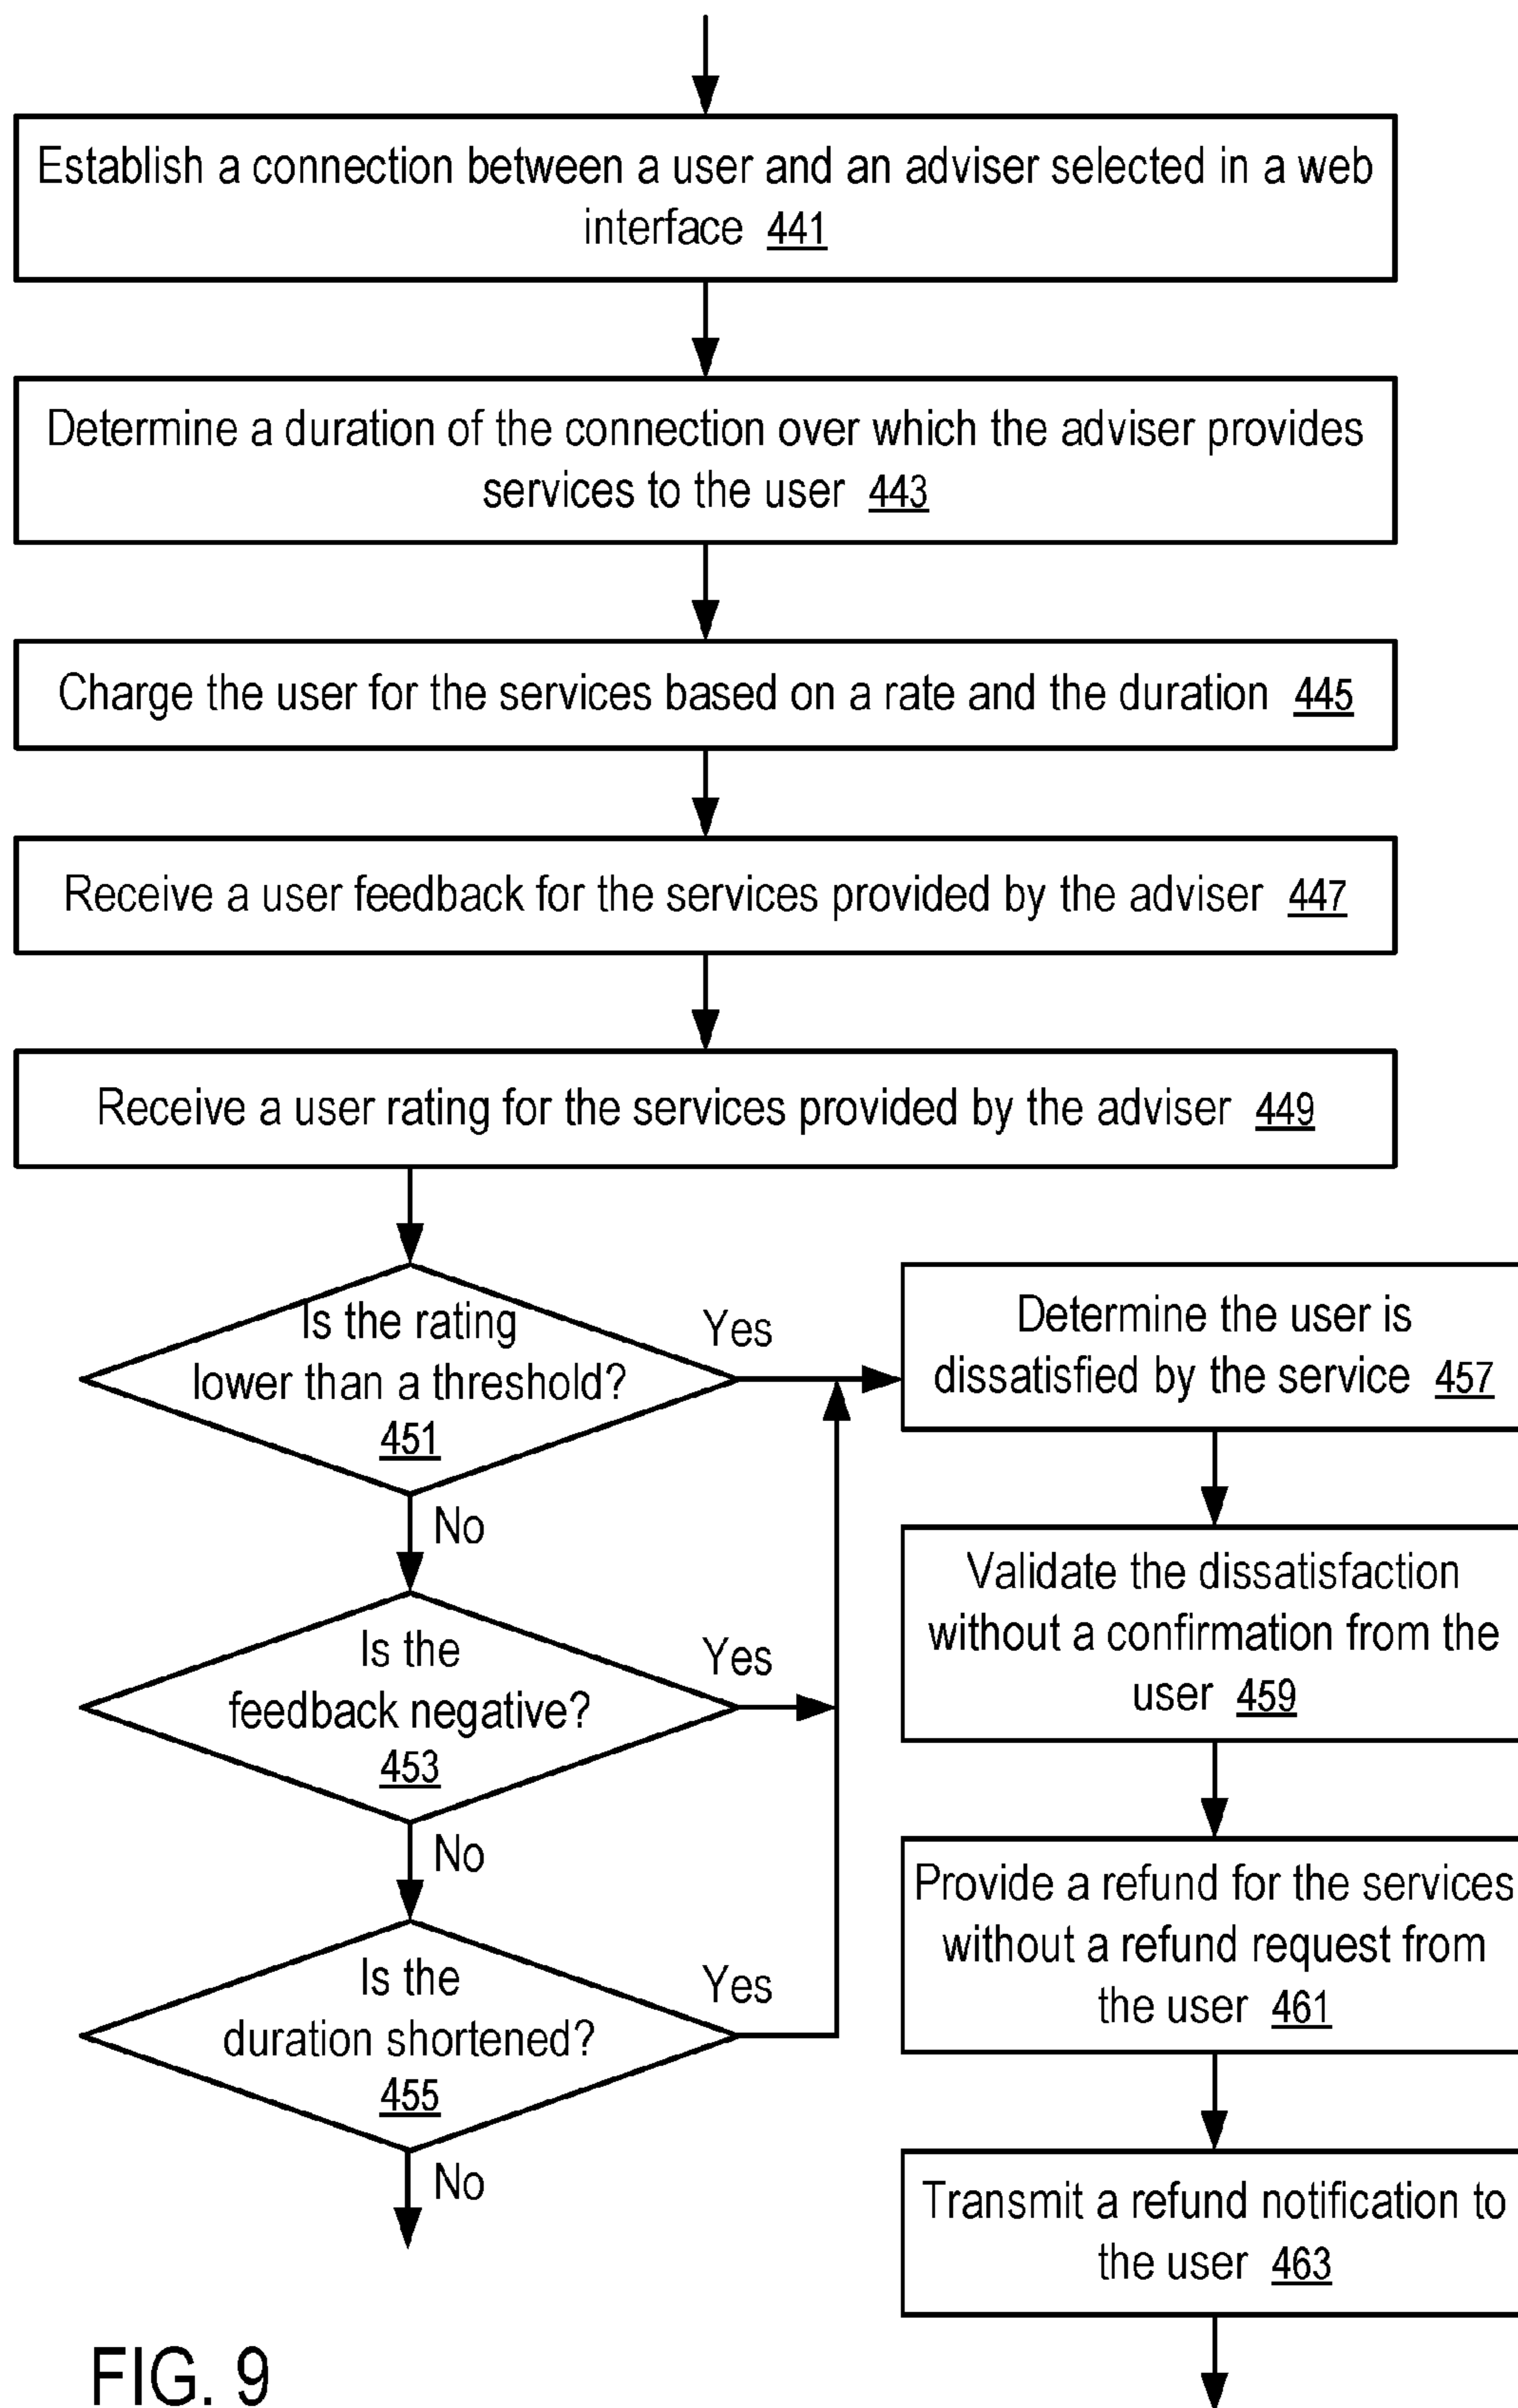 Establish a connection between a user and an adviser selected in a web
interface 441
Determine a duration of the connection over which the adviser provides
services to the user 443
Charge the user for the services based on a rate and the duration 445
Receive a user feedback for the services provided by the adviser 447
Receive a user rating for the services provided by the adviser 449
Is the rating
lower than a threshold?
451
Yes
No
Determine the user is
dissatisfied by the service 457
Is the
feedback negative?
453
Yes
No
Validate the dissatisfaction
without a confirmation from the
user 459
Is the
duration shortened?
455
Yes
No
Provide a refund for the services
without a refund request from
the user 461
Transmit a refund notification to
the user 463
FIG. 9